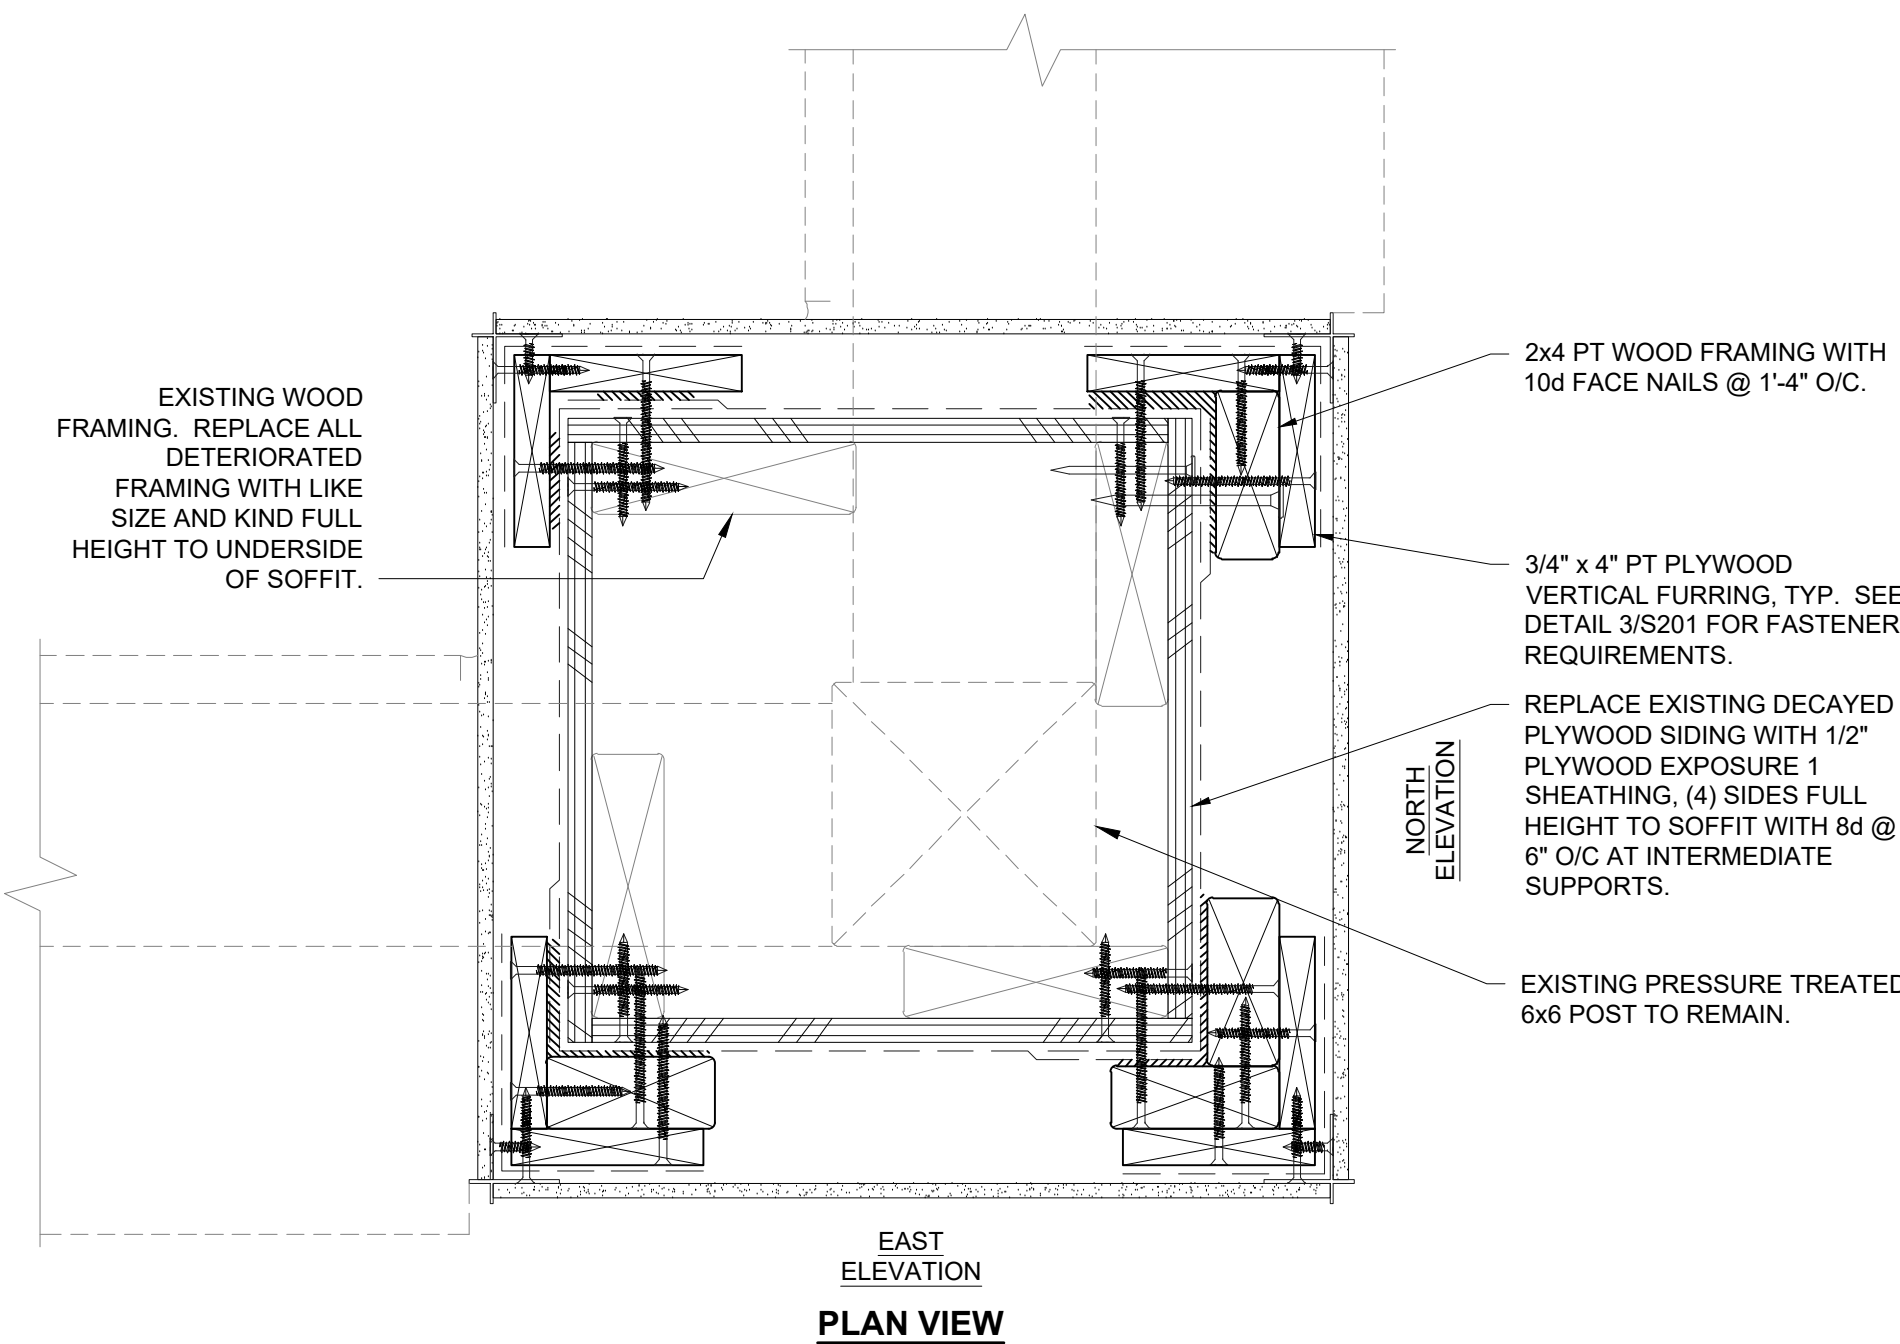 EXISTING WOOD
FRAMING. REPLACE ALL
DETERIORATED
FRAMING WITH LIKE
SIZE AND KIND FULL
HEIGHT TO UNDERSIDE
OF SOFFIT.
2x4 PT WOOD FRAMING WITH
10d FACE NAILS @ 1'-4" O/C.
3/4" x 4" PT PLYWOOD
VERTICAL FURRING, TYP. SEE
DETAIL 3/S201 FOR FASTENER
REQUIREMENTS.
REPLACE EXISTING DECAYED
PLYWOOD SIDING WITH 1/2"
PLYWOOD EXPOSURE 1
SHEATHING, (4) SIDES FULL
HEIGHT TO SOFFIT WITH 8d @
6" O/C AT INTERMEDIATE
SUPPORTS.
NORTH
ELEVATION
EXISTING PRESSURE TREATED
6x6 POST TO REMAIN.
EAST
ELEVATION
PLAN VIEW